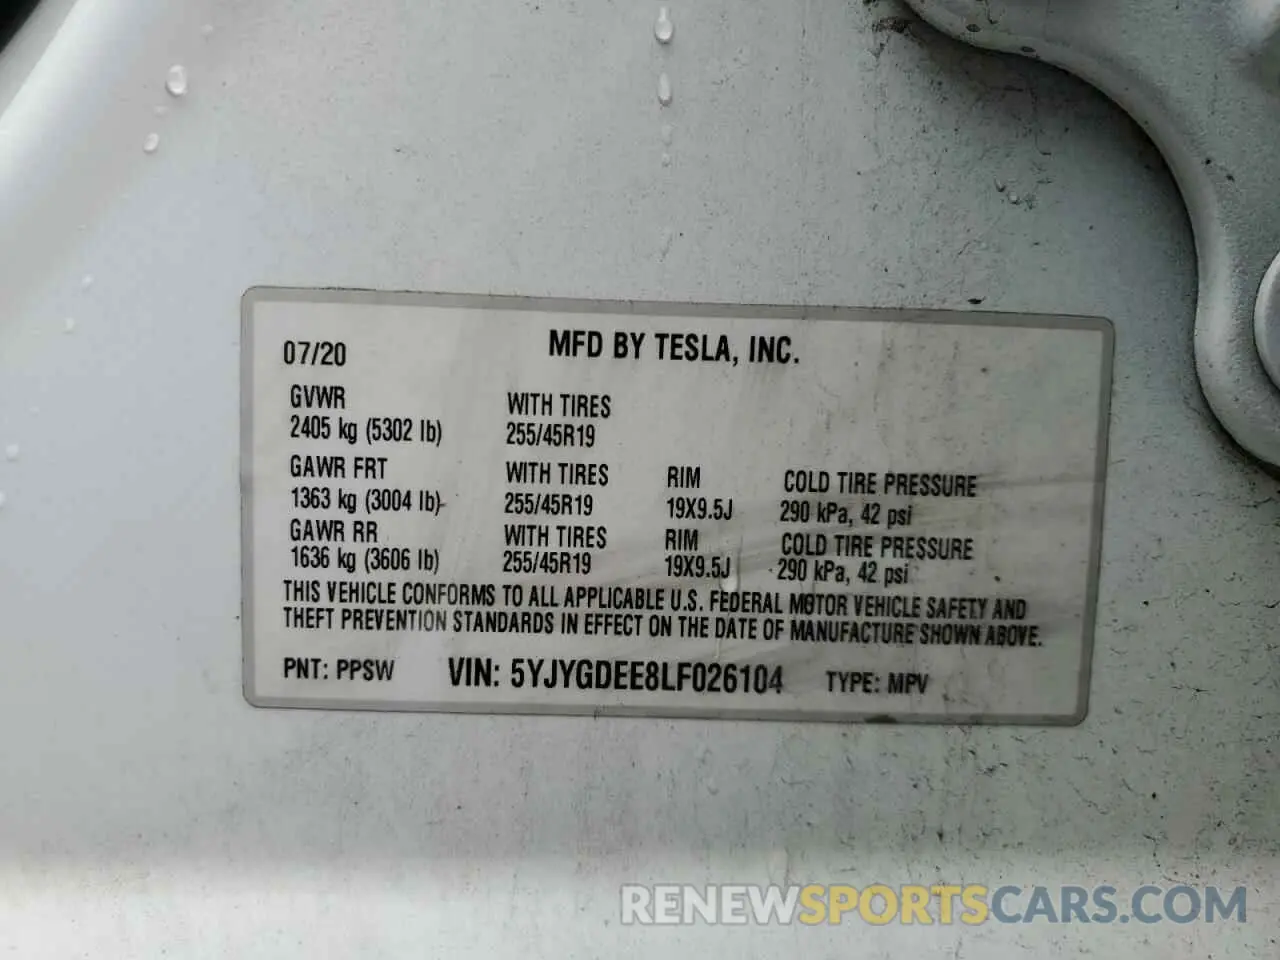 07/20 MFD BY TESLA, INC.
GVWR WITH TIRES
2405 kg (5302 lb) 255/45R19
GAWR FRT WITH TIRES RIM COLD TIRE PRESSURE
1363 kg (3004 lb) 255/45R19 19X9.5J 290 kPa, 42 psi
GAWR RR WITH TIRES RIM COLD TIRE PRESSURE
1636 kg (3606 lb) 255/45R19 19X9.5J 290 kPa, 42 psi
THIS VEHICLE CONFORMS TO ALL APPLICABLE U.S. FEDERAL MOTOR VEHICLE SAFETY AND
THEFT PREVENTION STANDARDS IN EFFECT ON THE DATE OF MANUFACTURE SHOWN ABOVE.
PNT: PPSW VIN: 5YJYGDEE8LF026104 TYPE: MPV
RENEWSPORTSCARS.COM